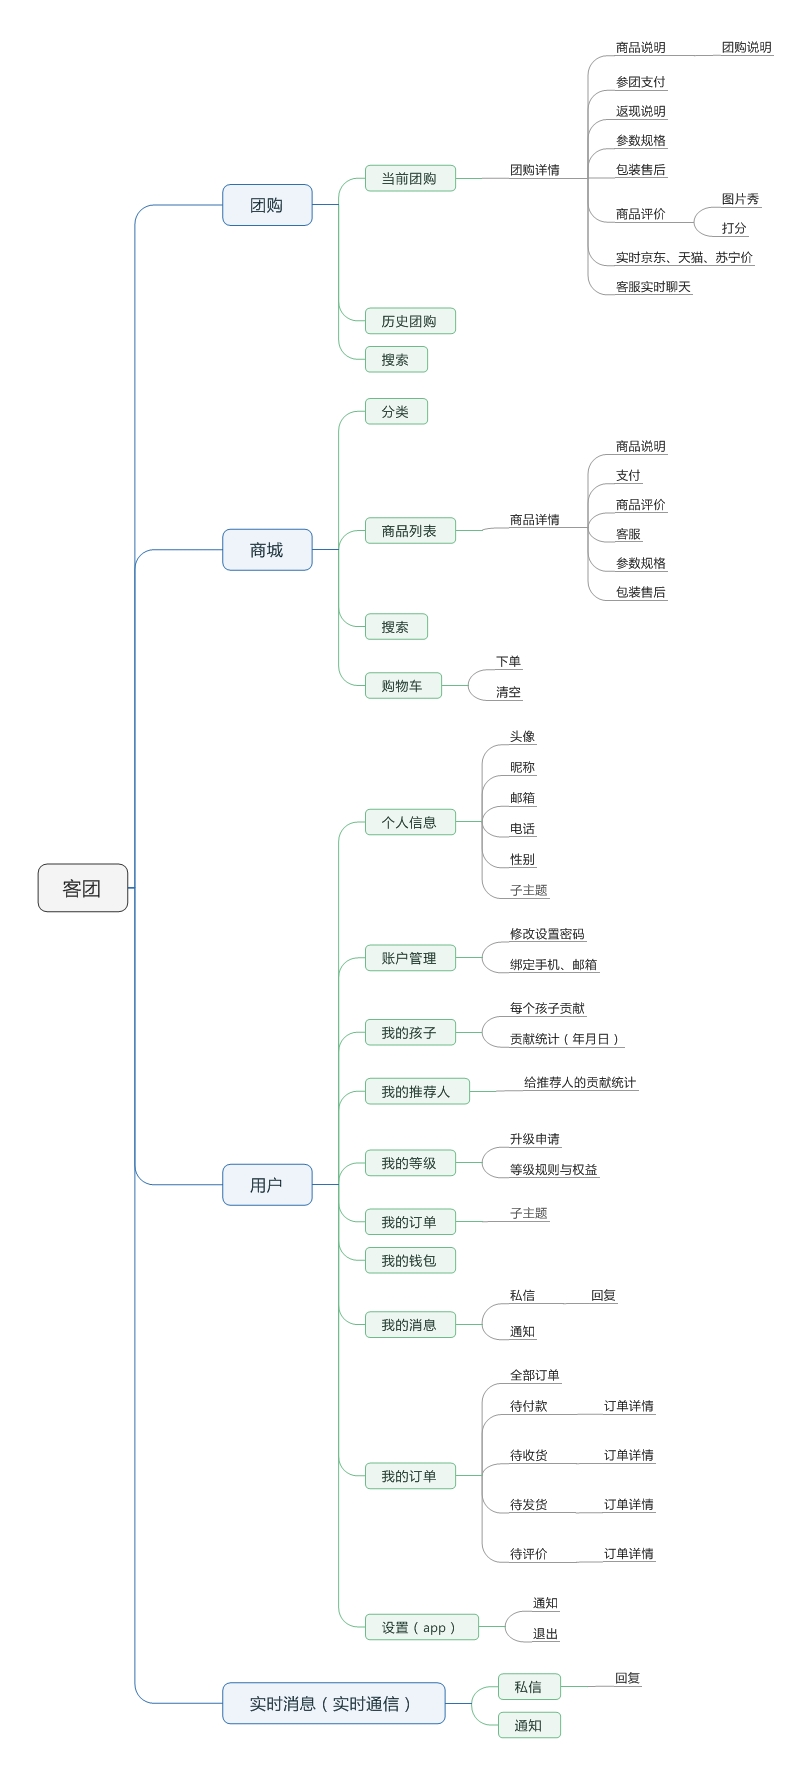 客团
团购
当前团购
团购详情
商品说明
团购说明
参团支付
返现说明
参数规格
包装售后
商品评价
图片秀
打分
实时京东、天猫、苏宁价
客服实时聊天
历史团购
搜索
商城
分类
商品列表
商品详情
商品说明
支付
商品评价
客服
参数规格
包装售后
搜索
购物车
下单
清空
用户
个人信息
头像
昵称
邮箱
电话
性别
子主题
账户管理
修改设置密码
绑定手机、邮箱
我的孩子
每个孩子贡献
贡献统计（年月日）
我的推荐人
给推荐人的贡献统计
我的等级
升级申请
等级规则与权益
我的订单
子主题
我的钱包
我的消息
私信
回复
通知
我的订单
全部订单
待付款
订单详情
待收货
订单详情
待发货
订单详情
待评价
订单详情
设置（app）
通知
退出
实时消息（实时通信）
私信
回复
通知